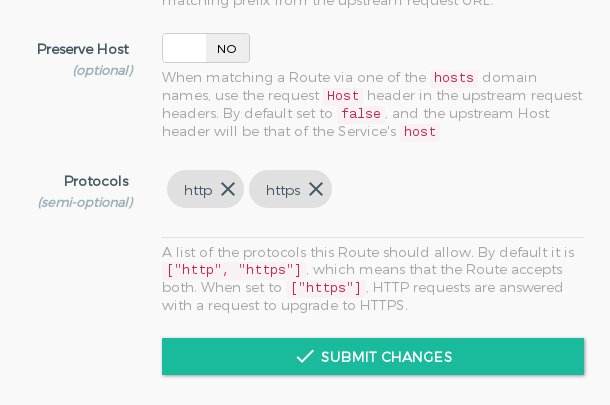 matching prefix from the upstream request URL.
Preserve Host
(optional)
NO
When matching a Route via one of the hosts domain
names, use the request Host header in the upstream request
headers. By default set to false, and the upstream Host
header will be that of the Service's host
Protocols
(semi-optional)
http
https
A list of the protocols this Route should allow. By default it is
["http", "https"], which means that the Route accepts
both. When set to ["https"], HTTP requests are answered
with a request to upgrade to HTTPS.
SUBMIT CHANGES